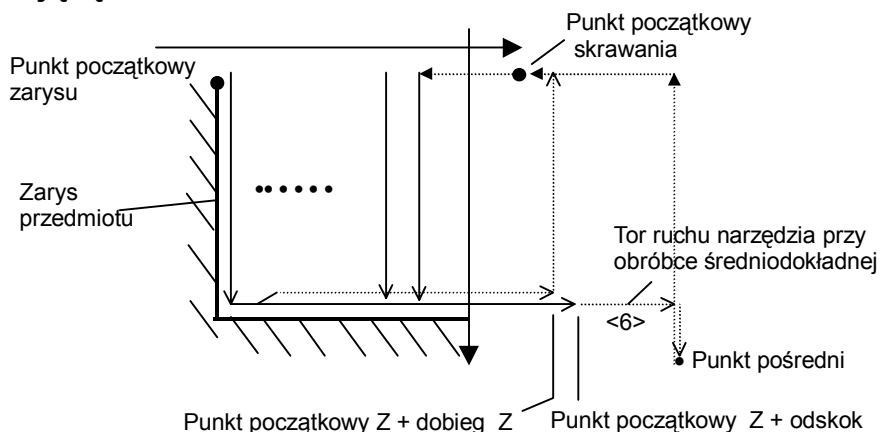 Punkt początkowy
skrawania
Punkt początkowy
zarysu
Zarys
przedmiotu
Tor ruchu narzędzia przy
obróbce średniodokładnej
<6>
Punkt pośredni
Punkt początkowy Z + dobieg Z
Punkt początkowy Z + odskok